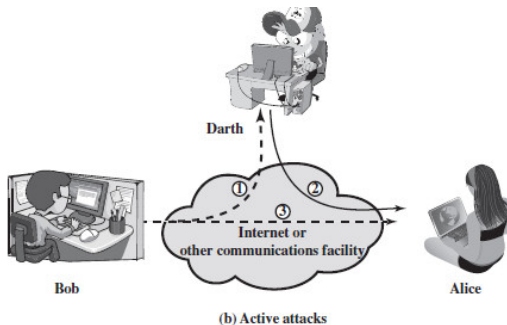 Darth
① ②
③
Internet or
other communications facility
Bob
Alice
(b) Active attacks